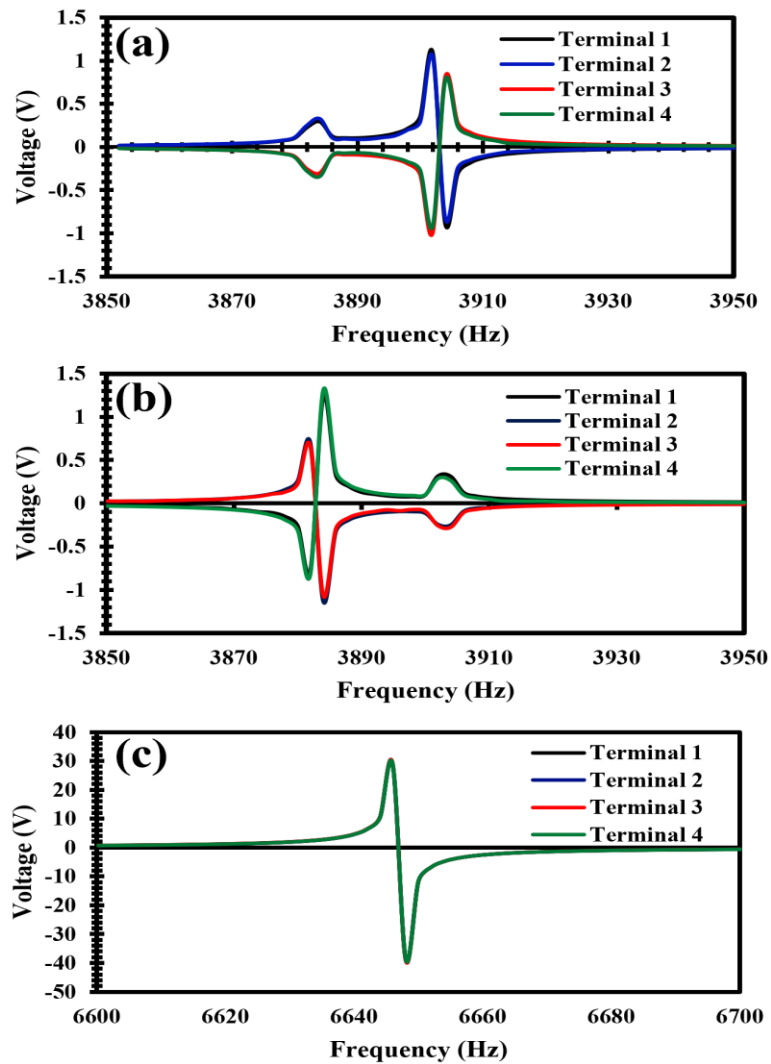 (a)
1.5
1
0.5
0
-0.5
-1
-1.5
Voltage (V)
Terminal 1
Terminal 2
Terminal 3
Terminal 4
3850 3870 3890 3910 3930 3950
Frequency (Hz)
(b)
1.5
1
0.5
0
-0.5
-1
-1.5
Voltage (V)
Terminal 1
Terminal 2
Terminal 3
Terminal 4
3850 3870 3890 3910 3930 3950
Frequency (Hz)
(c)
40
30
20
10
0
-10
-20
-30
-40
-50
Voltage (V)
Terminal 1
Terminal 2
Terminal 3
Terminal 4
6600 6620 6640 6660 6680 6700
Frequency (Hz)